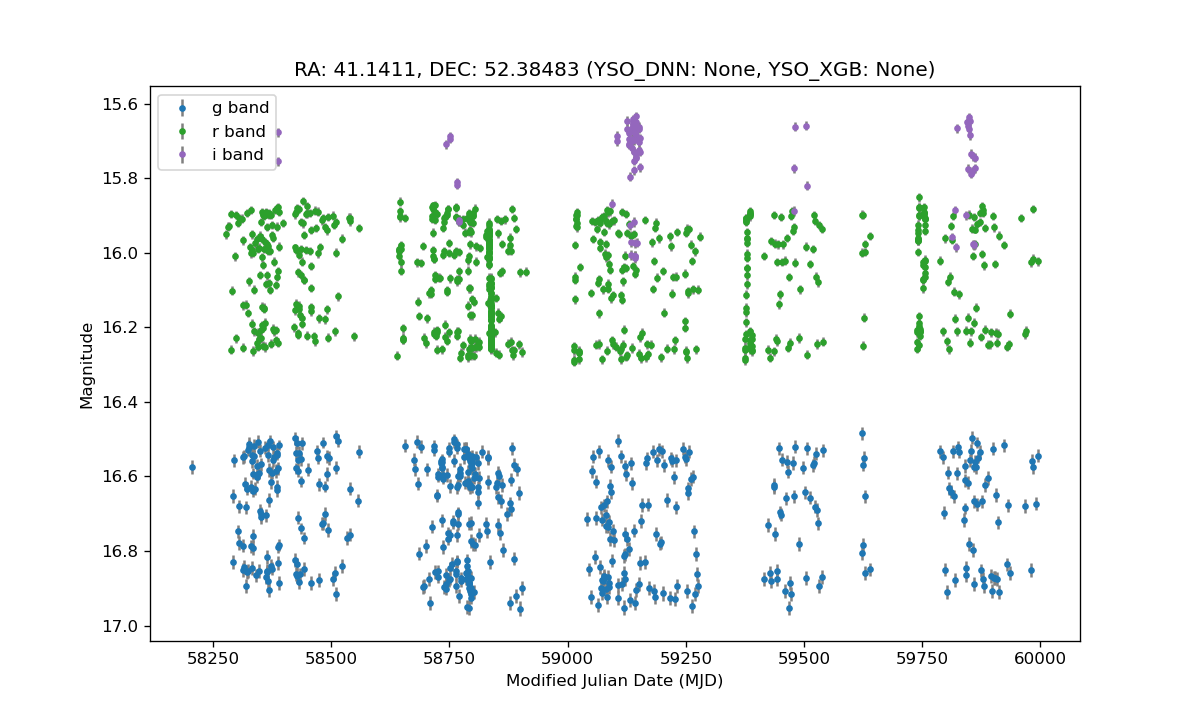 RA: 41.1411, DEC: 52.38483 (YSO_DNN: None, YSO_XGB: None)
g band
r band
i band
15.6
15.8
16.0
16.2
16.4
16.6
16.8
17.0
Magnitude
58250 58500 58750 59000 59250 59500 59750 60000
Modified Julian Date (MJD)